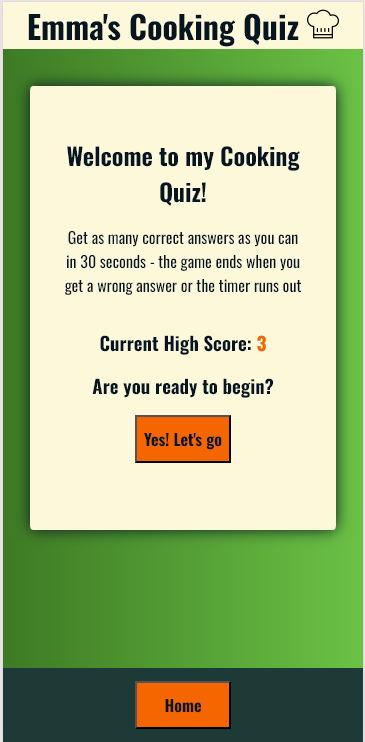 Emma's Cooking Quiz
Welcome to my Cooking
Quiz!
Get as many correct answers as you can
in 30 seconds - the game ends when you
get a wrong answer or the timer runs out
Current High Score: 3
Are you ready to begin?
Yes! Let's go
Home